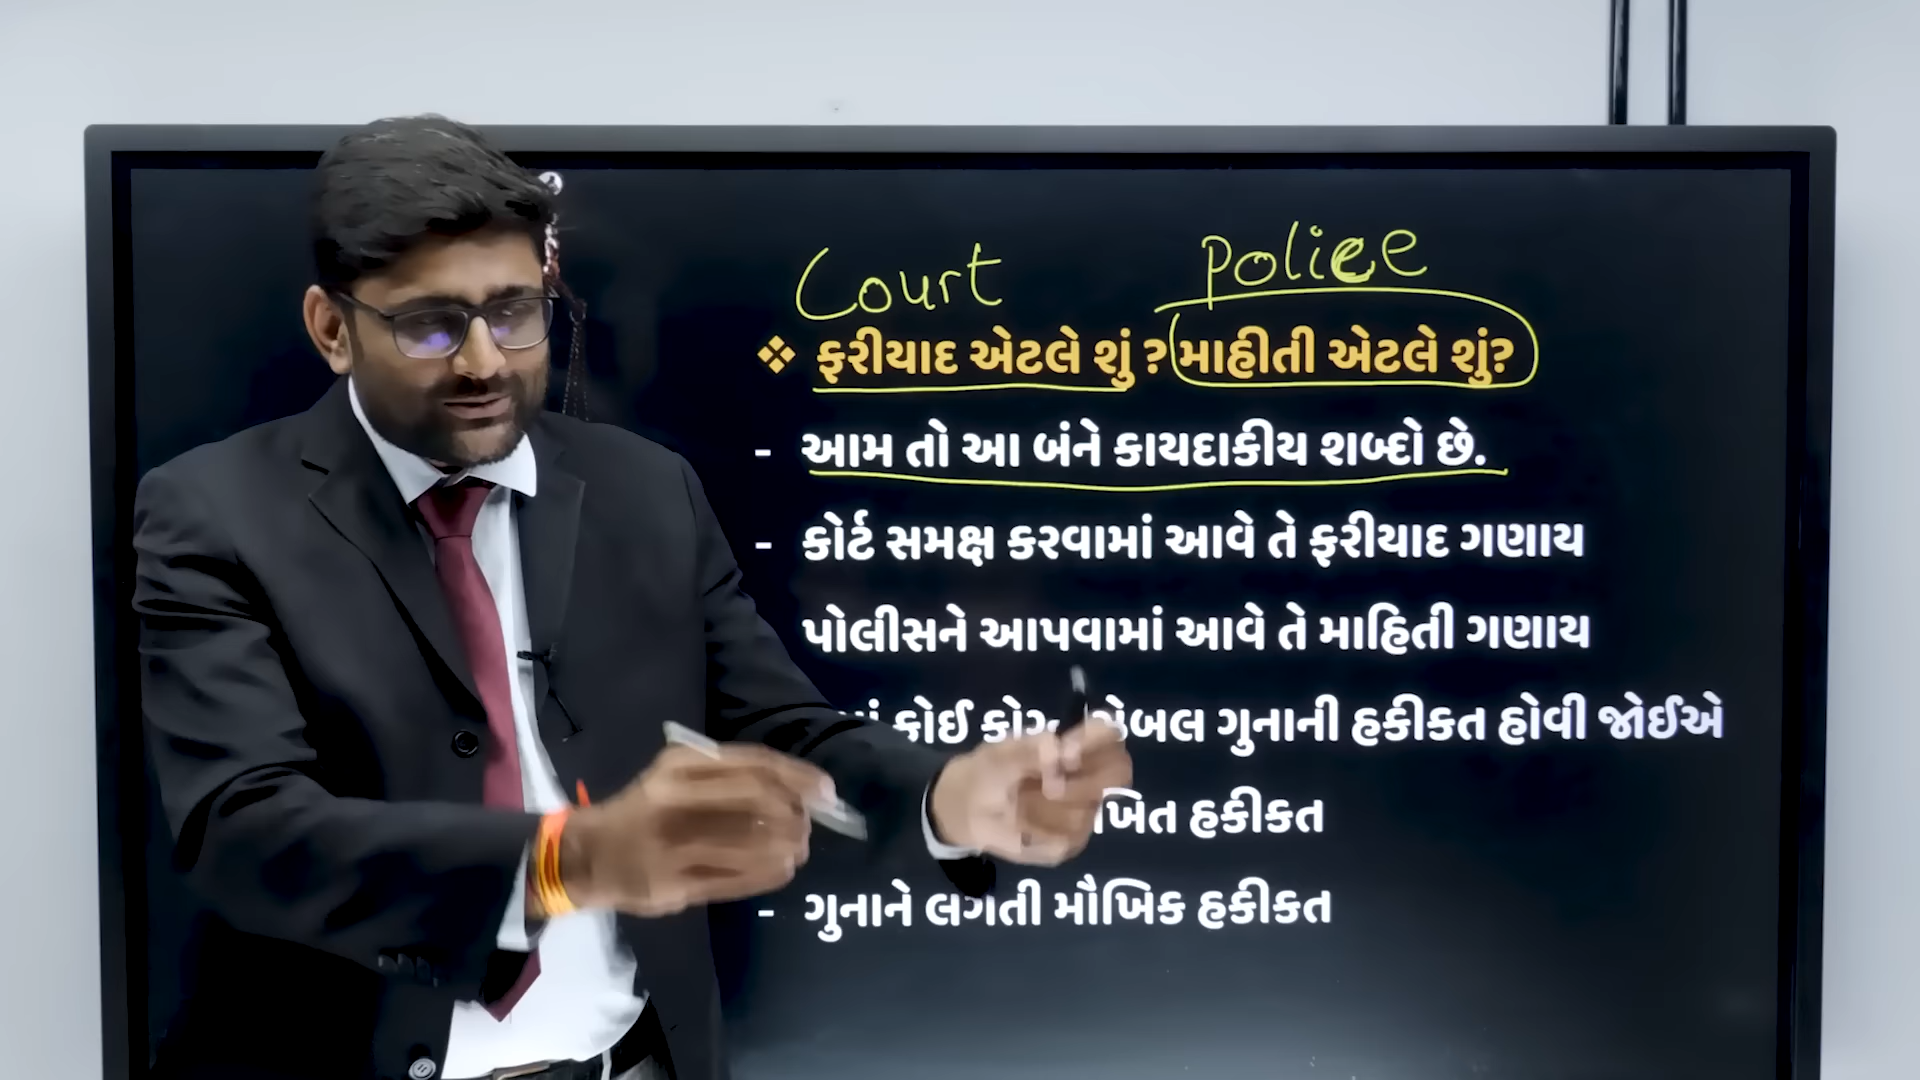 Court Police
❖ ફરીયાદ એટલે શું ? માહીતી એટલે શું?
- આમ તો આ બંને કાયદાકીય શબ્દો છે.
- કોર્ટ સમક્ષ કરવામાં આવે તે ફરીયાદ ગણાય
પોલીસને આપવામાં આવે તે માહિતી ગણાય
કોઈ ગુનાની હકીકત હોવી જોઈએ
હકીકત
- ગુનાને લગતી મૌખિક હકીકત